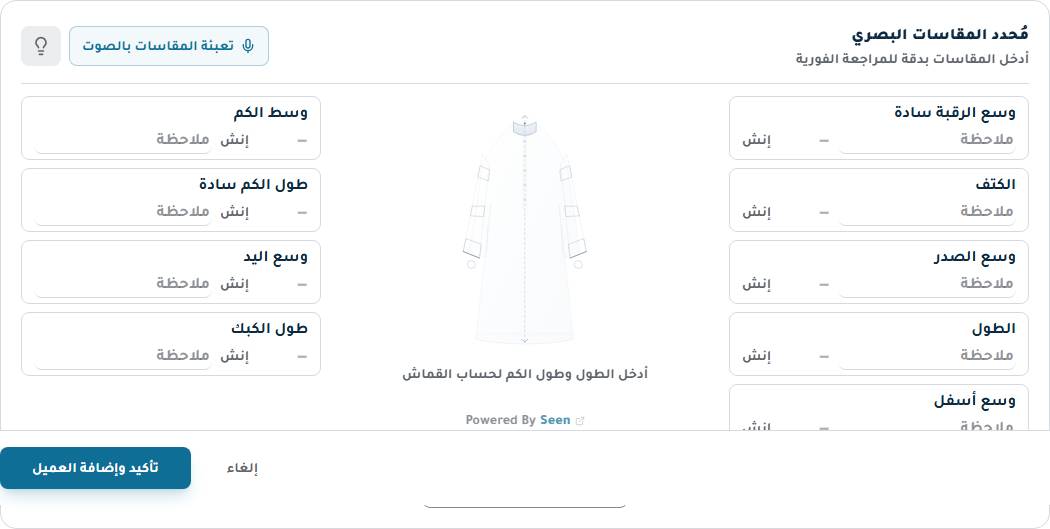 مُحدد المقاسات البصري
أدخل المقاسات بدقة للمراجعة الفورية
تعبئة المقاسات بالصوت
وسع الرقبة سادة
ملاحظة – إنش
الكتف
ملاحظة – إنش
وسع الصدر
ملاحظة – إنش
الطول
ملاحظة – إنش
وسع أسفل
ملاحظة – إنش
أدخل الطول وطول الكم لحساب القماش
Powered By Seen
وسط الكم
– إنش ملاحظة
طول الكم سادة
– إنش ملاحظة
وسع اليد
– إنش ملاحظة
طول الكبك
– إنش ملاحظة
إلغاء
تأكيد وإضافة العميل